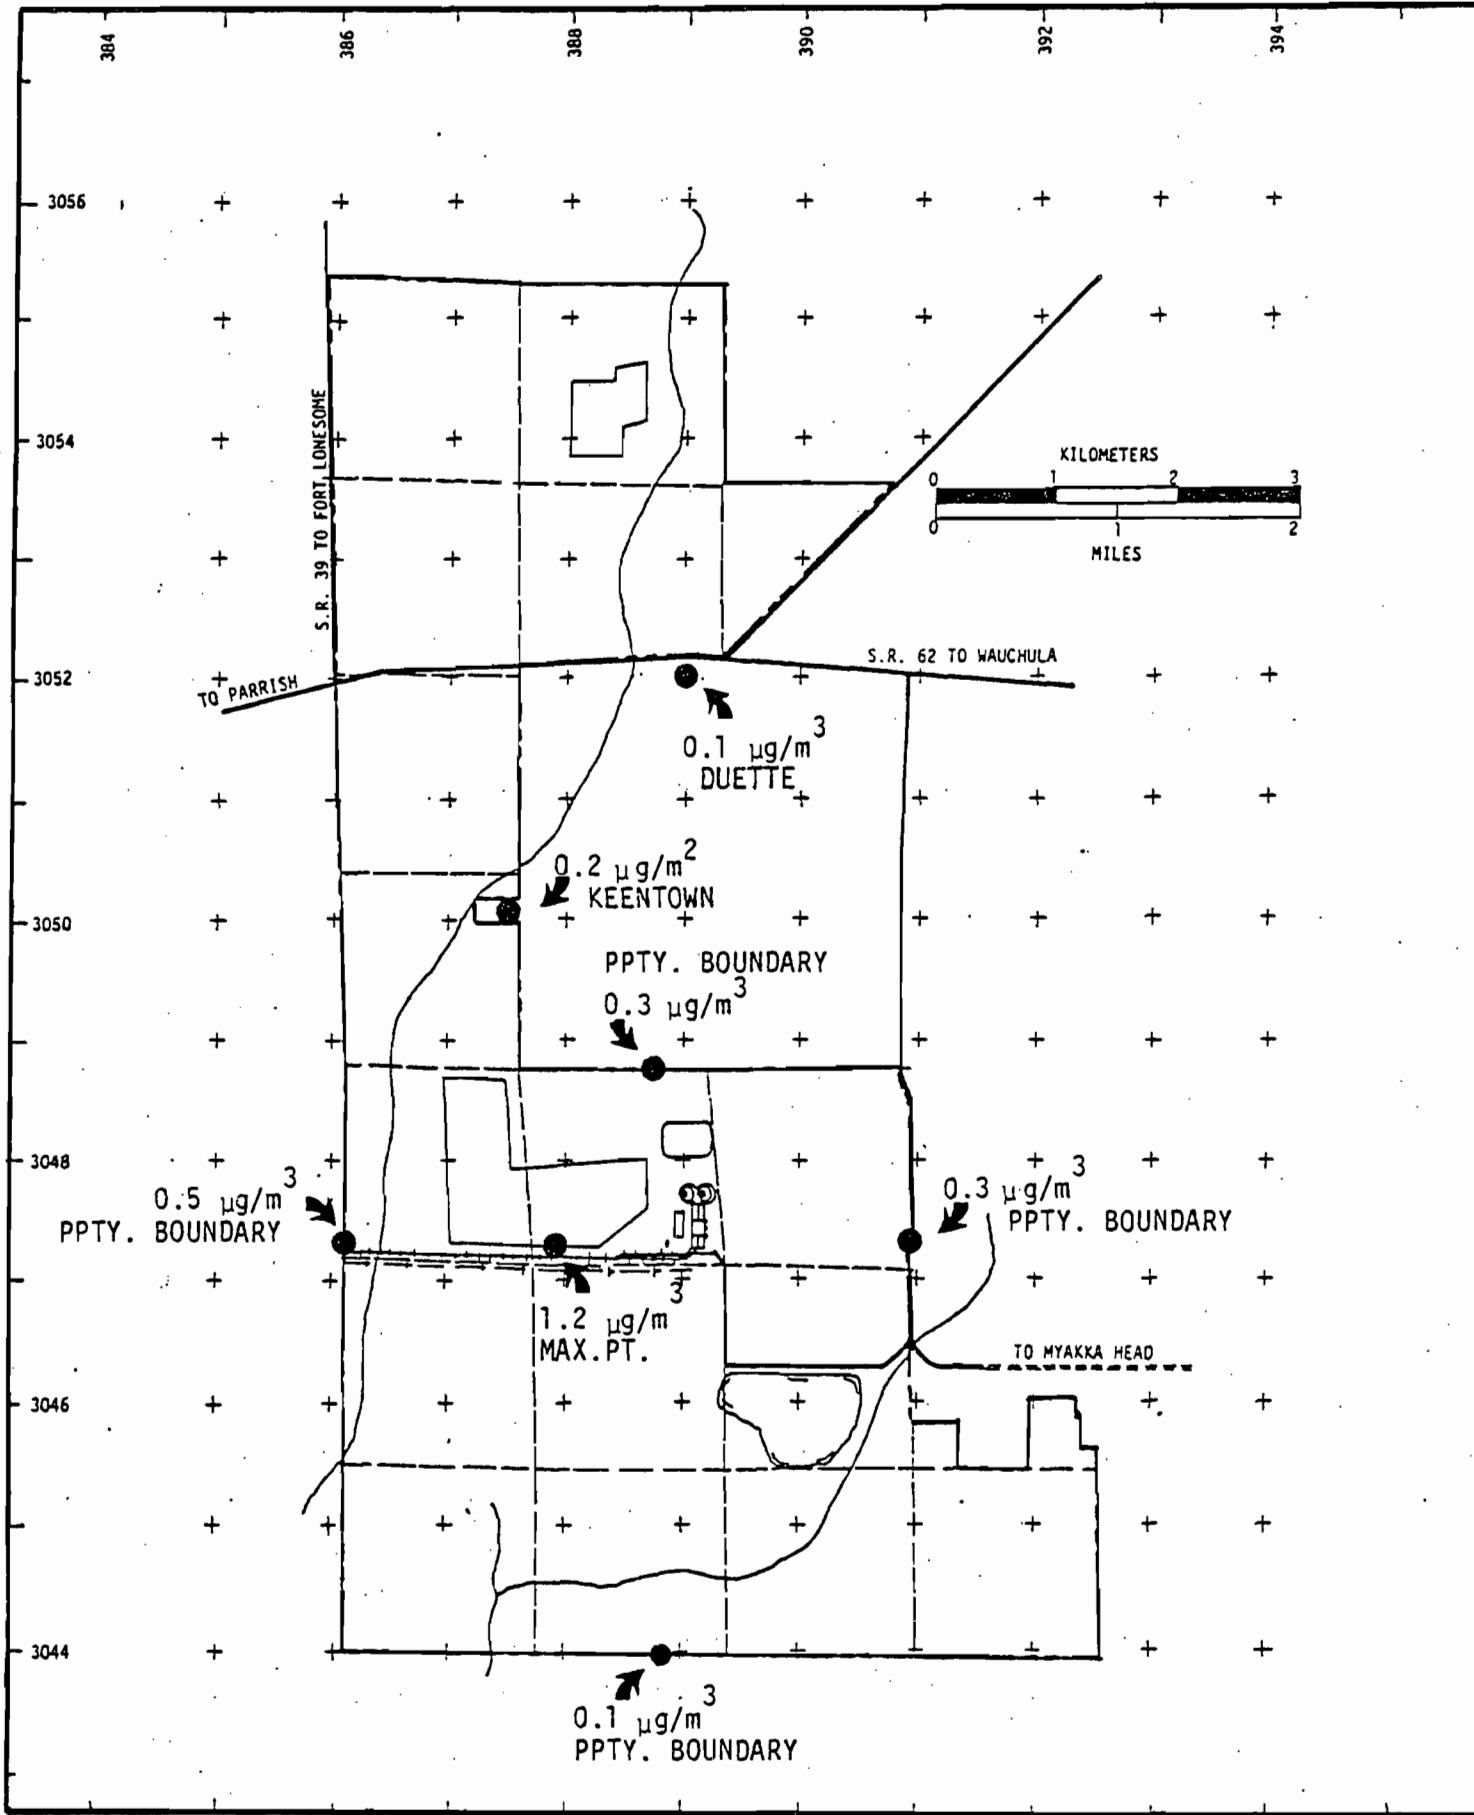 384
386
388
390
392
394
3056
3054
S.R. 39 TO FORT LONESOME
KILOMETERS
0 1 2 3
0 1 2
MILES
S.R. 62 TO WAUCHULA
3052
TO PARRISH
0.1 µg/m³
DUETTE
0.2 µg/m²
KEENTOWN
3050
PPTY. BOUNDARY
0.3 µg/m³
3048
0.5 µg/m³
PPTY. BOUNDARY
0.3 µg/m³
PPTY. BOUNDARY
1.2 µg/m³
MAX.PT.
TO MYAKKA HEAD
3046
3044
0.1 µg/m³
PPTY. BOUNDARY